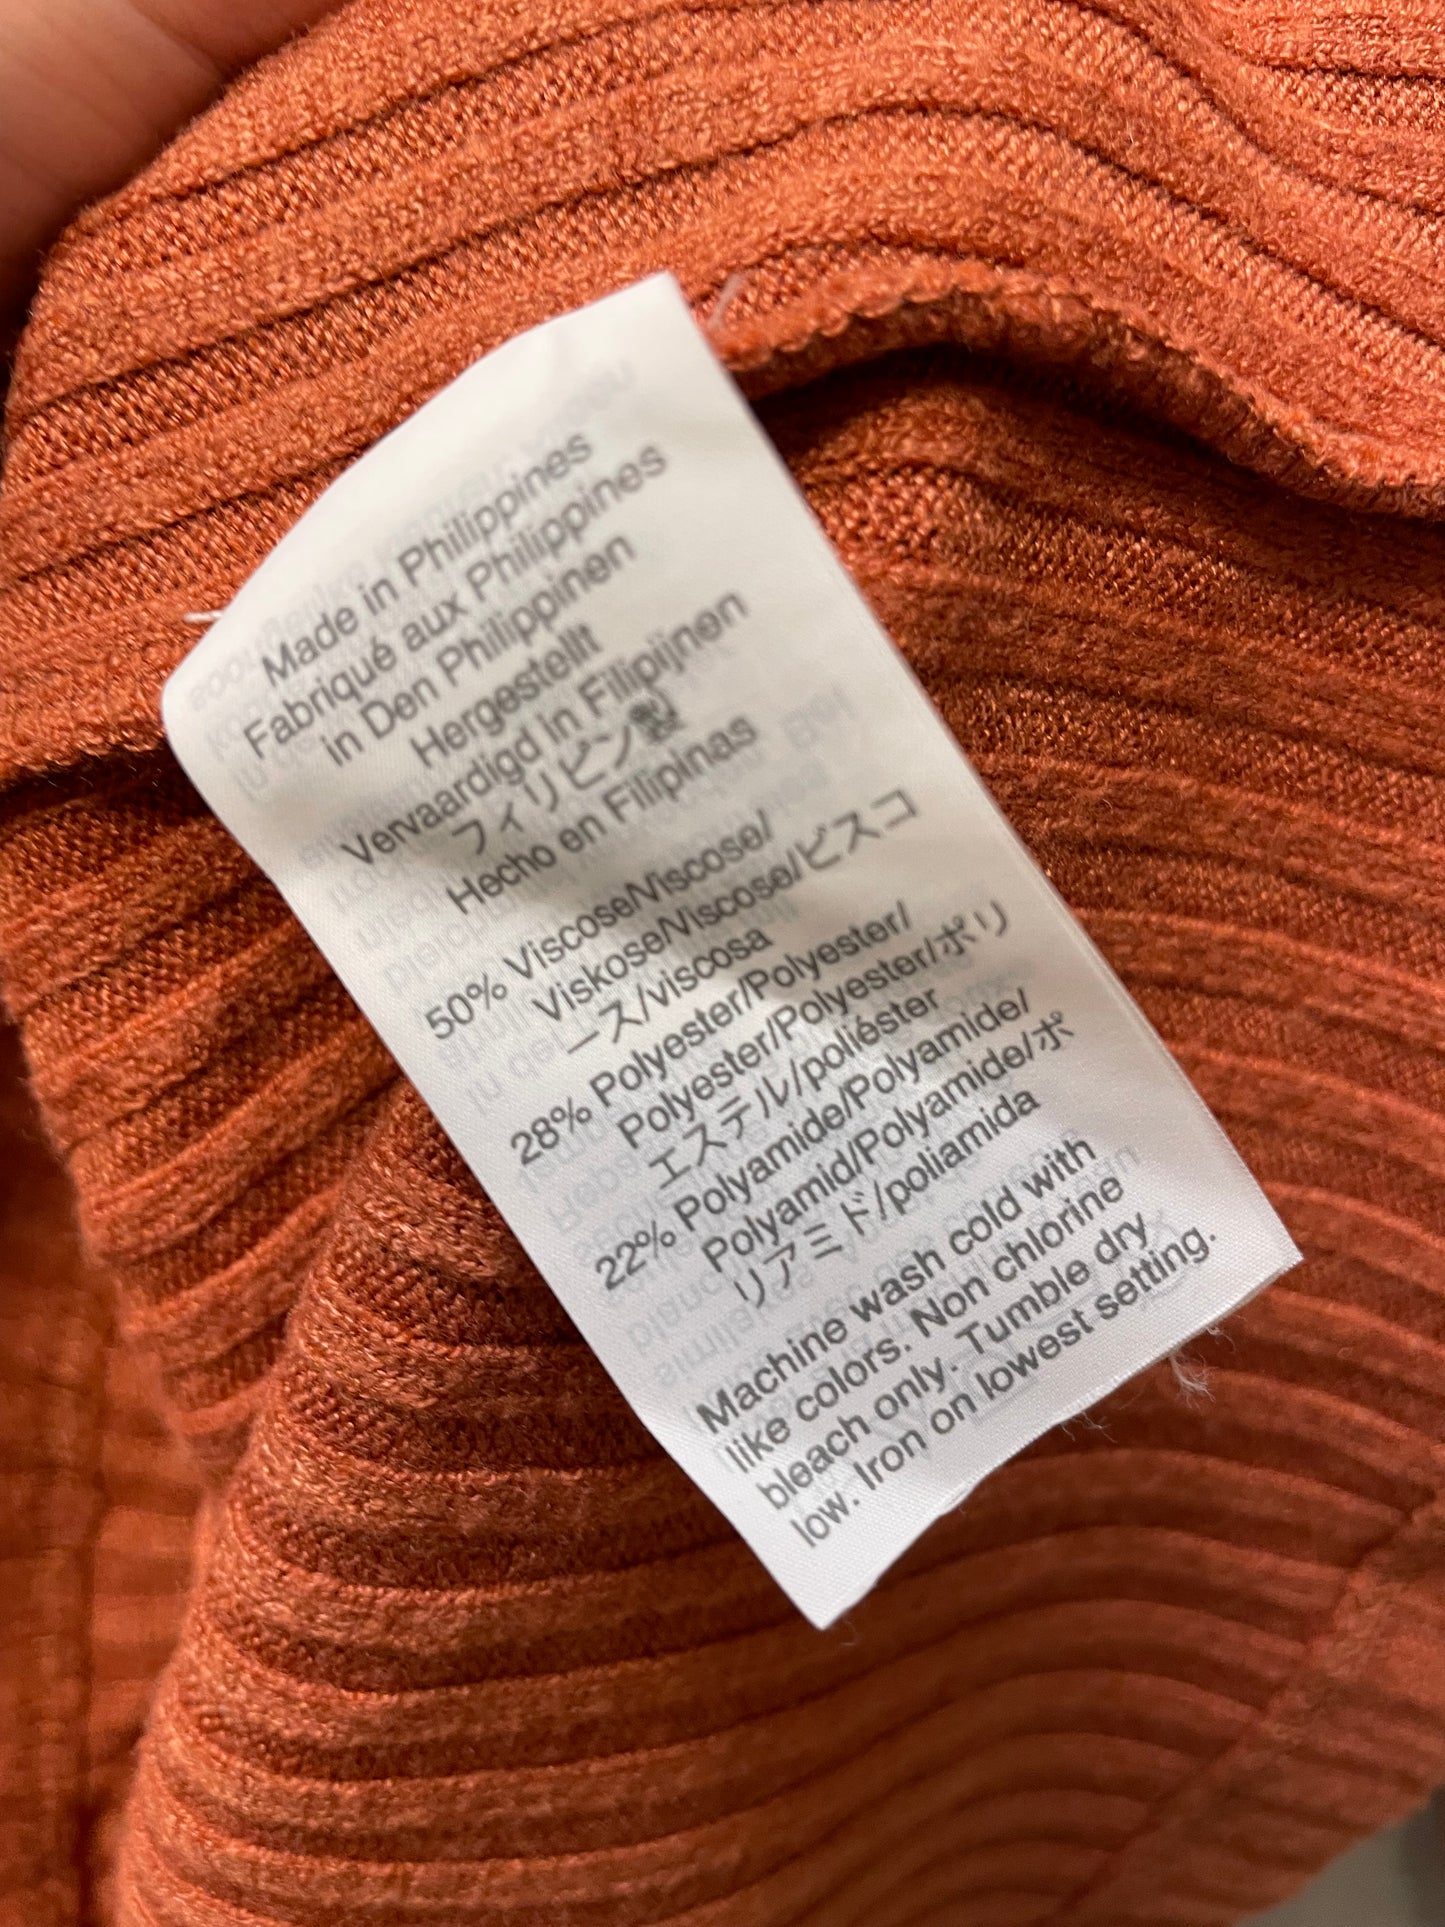 Made in Philippines
Fabriqué aux Philippines
in Den Philippinen
Hergestellt
Vervaardigd in Filipijnen
フィリピン製
Hecho en Filipinas
50% Viscose/Viscose/
Viskose/Viscose/ビスコ
ース/viscosa
28% Polyester/Polyester/
Polyester/Polyester/ポリ
エステル/poliéster
22% Polyamide/Polyamide/
Polyamid/Polyamide/ポ
リアミド/poliamida
Machine wash cold with
like colors. Non chlorine
bleach only. Tumble dry
low. Iron on lowest setting.